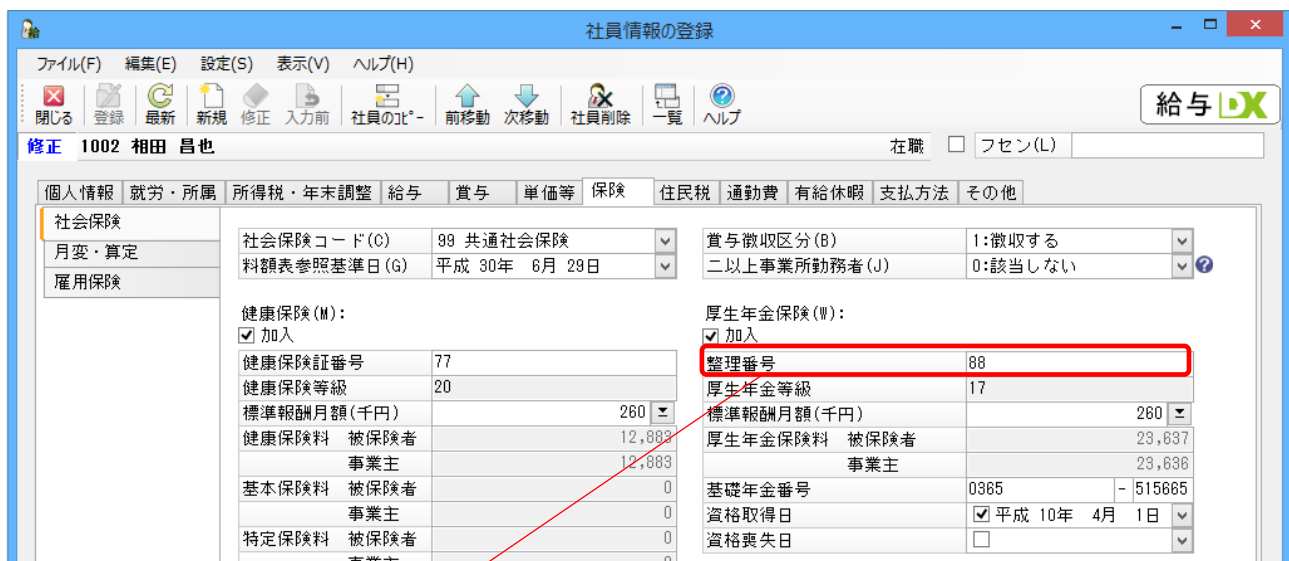 社員情報の登録
ファイル(F) 編集(E) 設定(S) 表示(V) ヘルプ(H)
閉じる 登録 最新 新規 修正 入力前 社員のコピー 前移動 次移動 社員削除 一覧 ヘルプ 給与 DX
修正 1002 相田 昌也 在職 フセン(L)
個人情報 就労・所属 所得税・年末調整 給与 賞与 単価等 保険 住民税 通勤費 有給休暇 支払方法 その他
社会保険
月変・算定
雇用保険
社会保険コード(C) 99 共通社会保険 賞与徴収区分(B) 1:徴収する
料額表参照基準日(G) 平成 30年 6月 29日 二以上事業所勤務者(J) 0:該当しない
健康保険(M): 厚生年金保険(W):
加入 加入
健康保険証番号 77 整理番号 88
健康保険等級 20 厚生年金等級 17
標準報酬月額(千円) 260 標準報酬月額(千円) 260
健康保険料 被保険者 12,883 厚生年金保険料 被保険者 23,637
事業主 12,883 事業主 23,636
基本保険料 被保険者 0 基礎年金番号 0365 - 515665
事業主 0 資格取得日 平成 10年 4月 1日
特定保険料 被保険者 0 資格喪失日